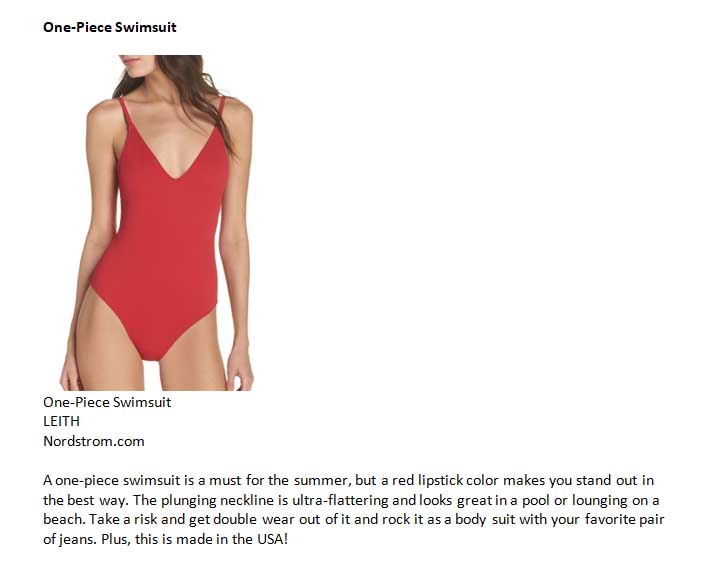 One-Piece Swimsuit
One-Piece Swimsuit
LEITH
Nordstrom.com
A one-piece swimsuit is a must for the summer, but a red lipstick color makes you stand out in
the best way. The plunging neckline is ultra-flattering and looks great in a pool or lounging on a
beach. Take a risk and get double wear out of it and rock it as a body suit with your favorite pair
of jeans. Plus, this is made in the USA!